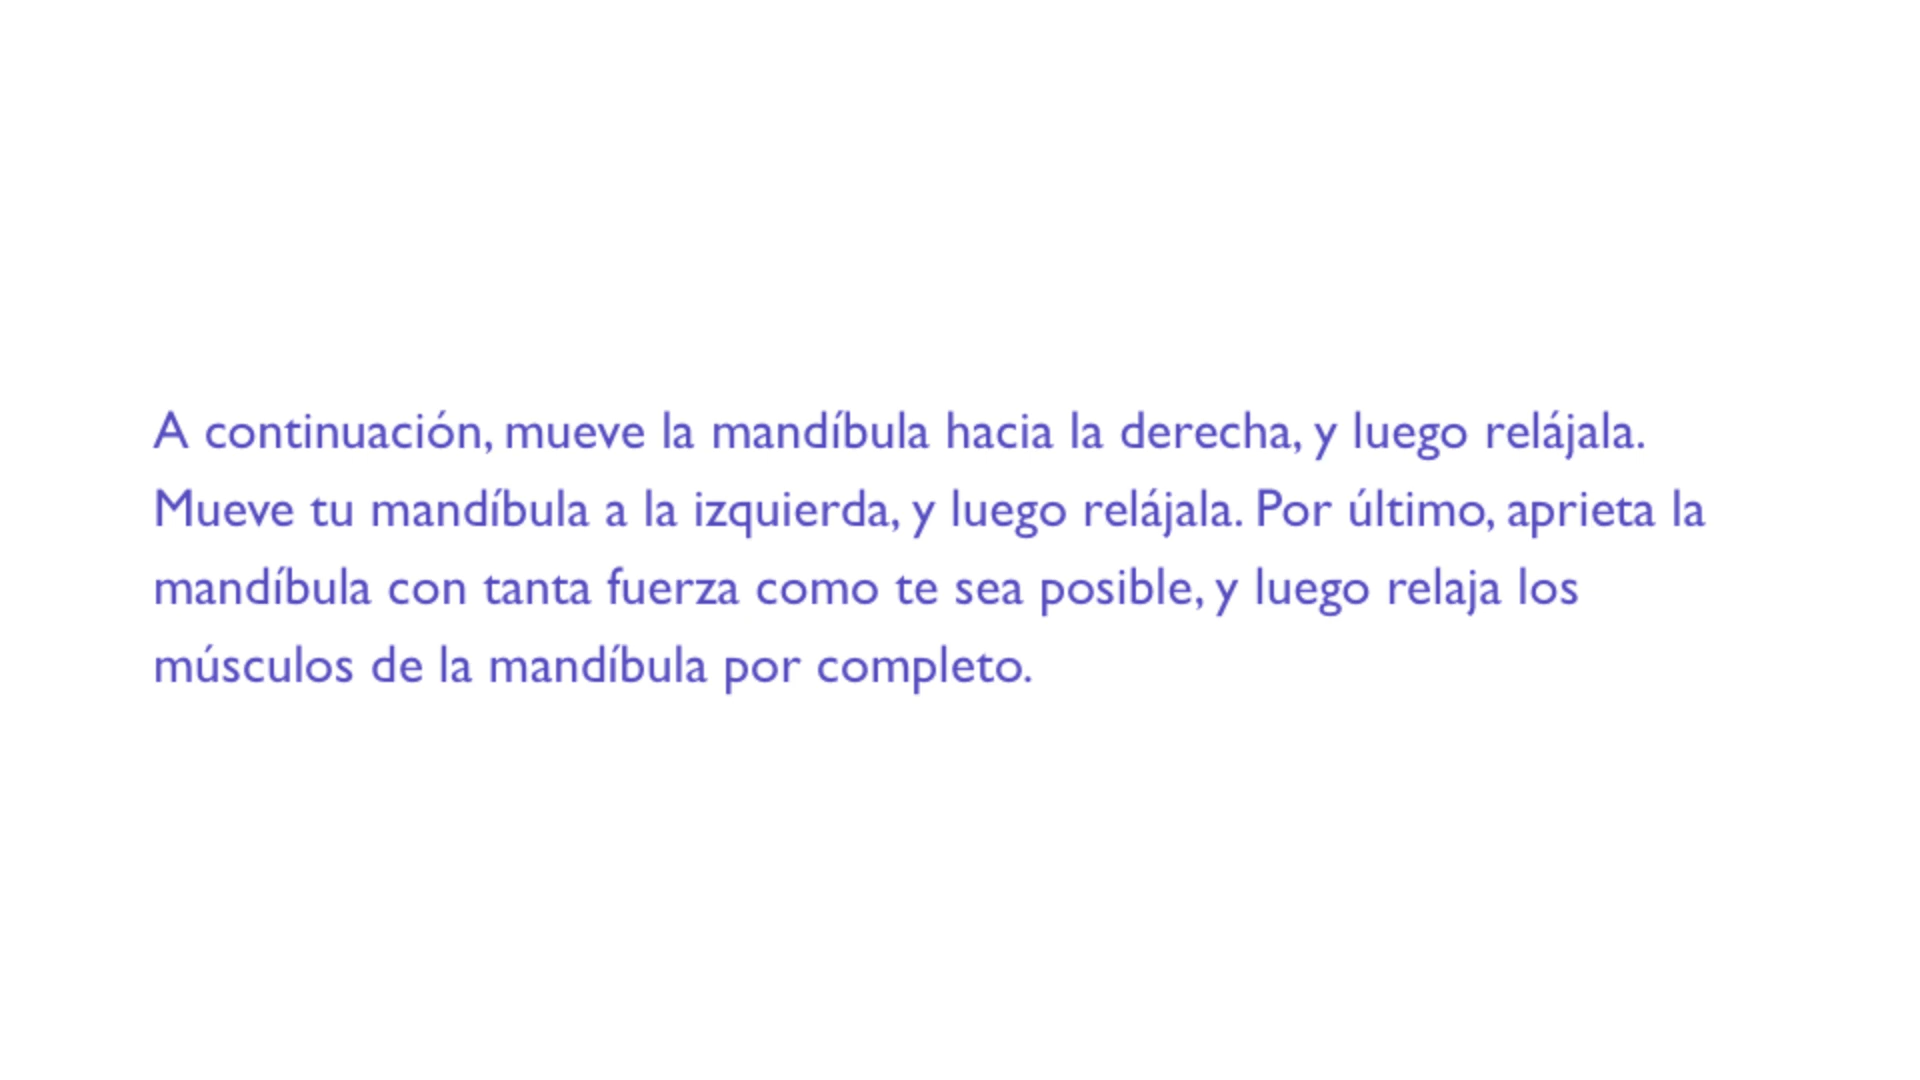 A continuación, mueve la mandíbula hacia la derecha, y luego relájala.
Mueve tu mandíbula a la izquierda, y luego relájala. Por último, aprieta la
mandíbula con tanta fuerza como te sea posible, y luego relaja los
músculos de la mandíbula por completo.